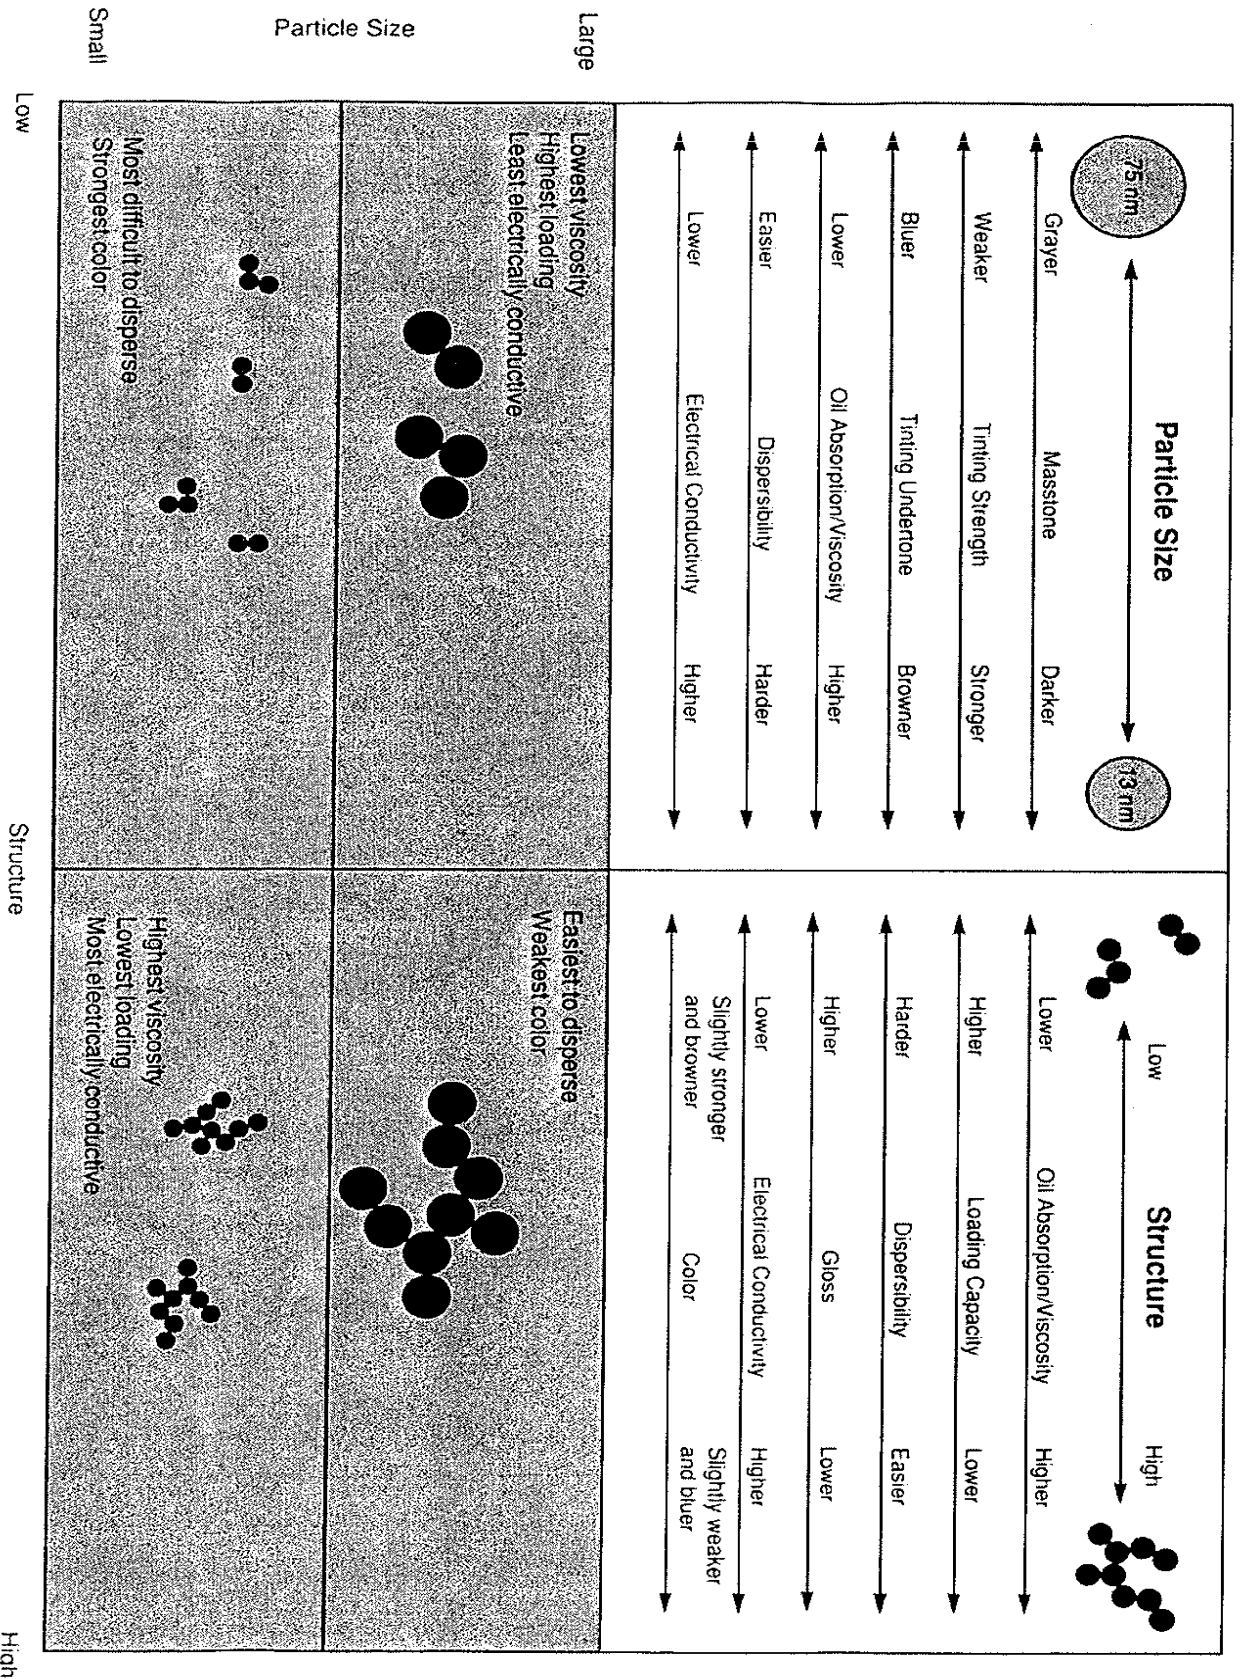 Particle Size
75 nm
13 nm
Grayer Masstone Darker
Weaker Tinting Strength Stronger
Bluer Tinting Undertone Browner
Lower Oil Absorption/Viscosity Higher
Easier Dispersibility Harder
Lower Electrical Conductivity Higher
Structure
Low High
Lower Oil Absorption/Viscosity Higher
Higher Loading Capacity Lower
Harder Dispersibility Easier
Higher Gloss Lower
Lower Electrical Conductivity Higher
Slightly stronger Slightly weaker
and browner Color and bluer
Large
Particle Size
Small
Lowest viscosity
Highest loading
Least electrically conductive
Easiest to disperse
Weakest color
Most difficult to disperse
Strongest color
Highest viscosity
Lowest loading
Most electrically conductive
Low Structure High